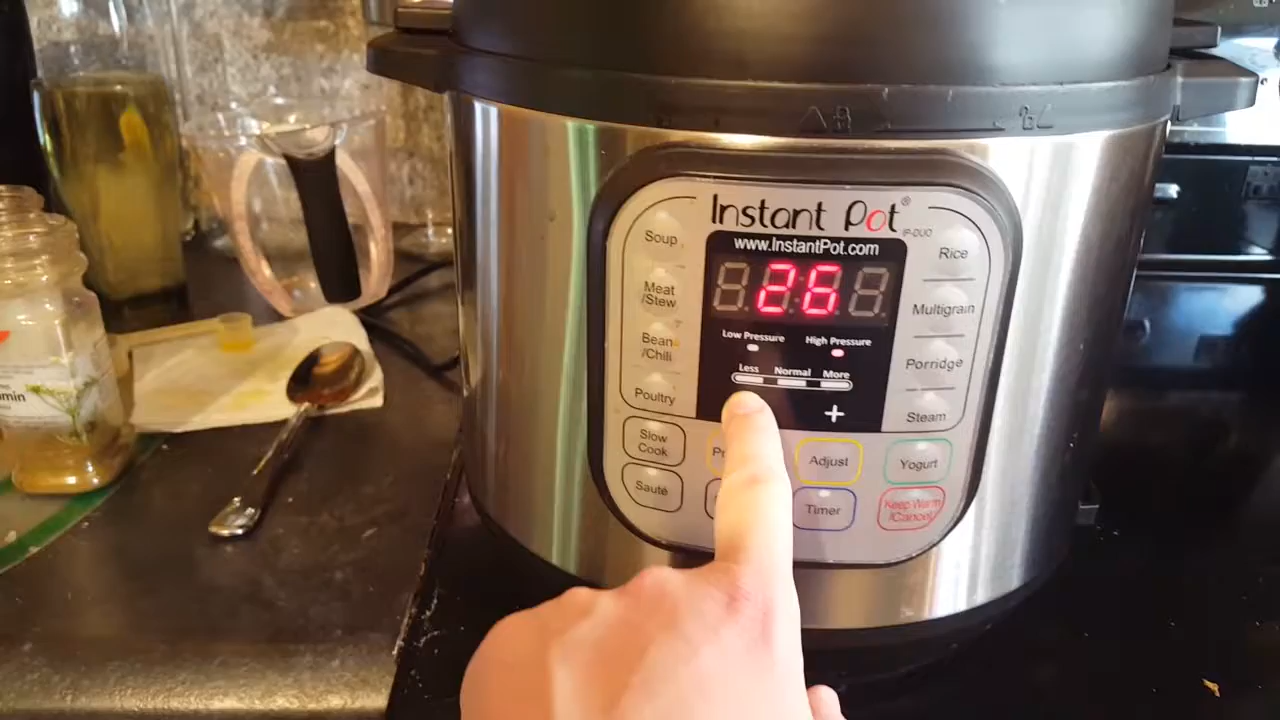 Instant Pot®
IP-DUO
www.InstantPot.com
26
Low Pressure
High Pressure
Less
Normal
More
+
Soup
Meat
/Stew
Bean
/Chili
Poultry
Slow
Cook
Sauté
Rice
Multigrain
Porridge
Steam
Adjust
Yogurt
Timer
Keep Warm
/Cancel